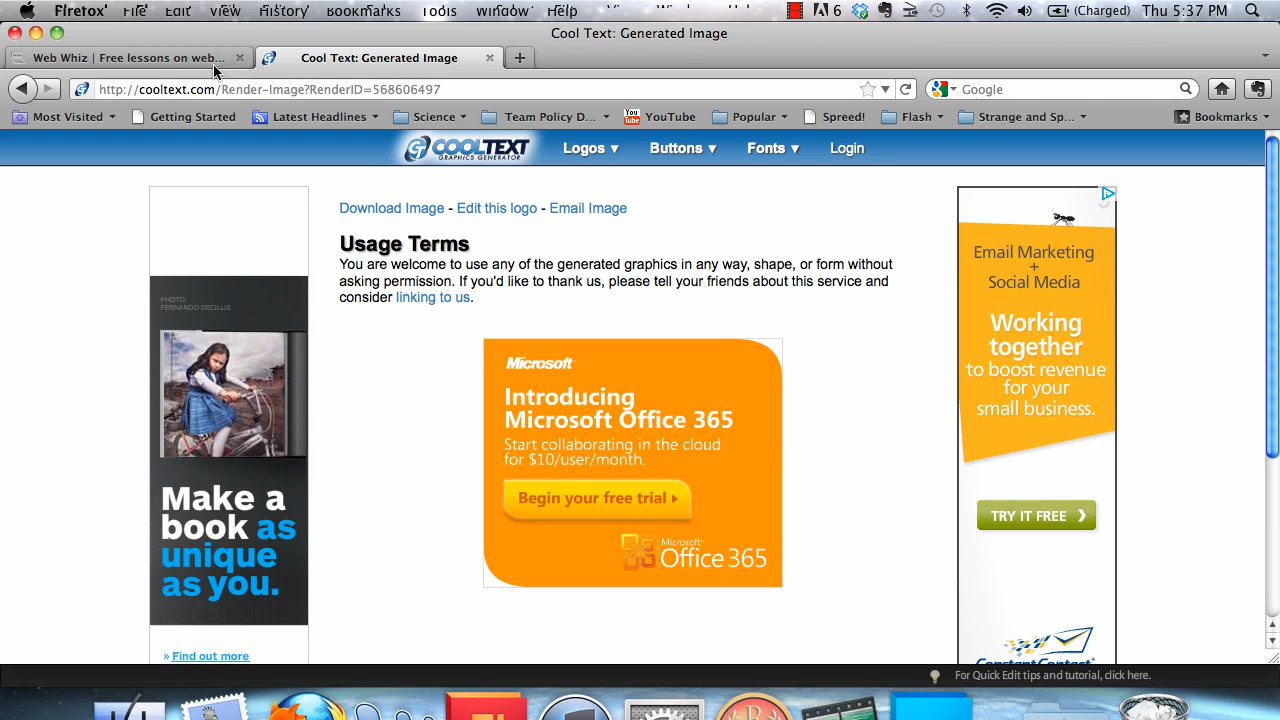 Firefox File Edit View History Bookmarks Tools Window Help
6 (Charged) Thu 5:37 PM
Cool Text: Generated Image
Web Whiz | Free lessons on web...
Cool Text: Generated Image
http://cooltext.com/Render-Image?RenderID=568606497
Google
Most Visited Getting Started Latest Headlines Science Team Policy D... YouTube Popular Spreed! Flash Strange and Sp... Bookmarks
COOLTEXT
GRAPHICS GENERATOR
Logos ▾ Buttons ▾ Fonts ▾ Login
Download Image - Edit this logo - Email Image
Usage Terms
You are welcome to use any of the generated graphics in any way, shape, or form without
asking permission. If you'd like to thank us, please tell your friends about this service and
consider linking to us.
PHOTO:
FERNANDO DECILLIS
Make a
book as
unique
as you.
» Find out more
Microsoft
Introducing
Microsoft Office 365
Start collaborating in the cloud
for $10/user/month.
Begin your free trial
Microsoft
Office 365
Email Marketing
+
Social Media
Working
together
to boost revenue
for your
small business.
TRY IT FREE
Constant Contact
For Quick Edit tips and tutorial, click here.